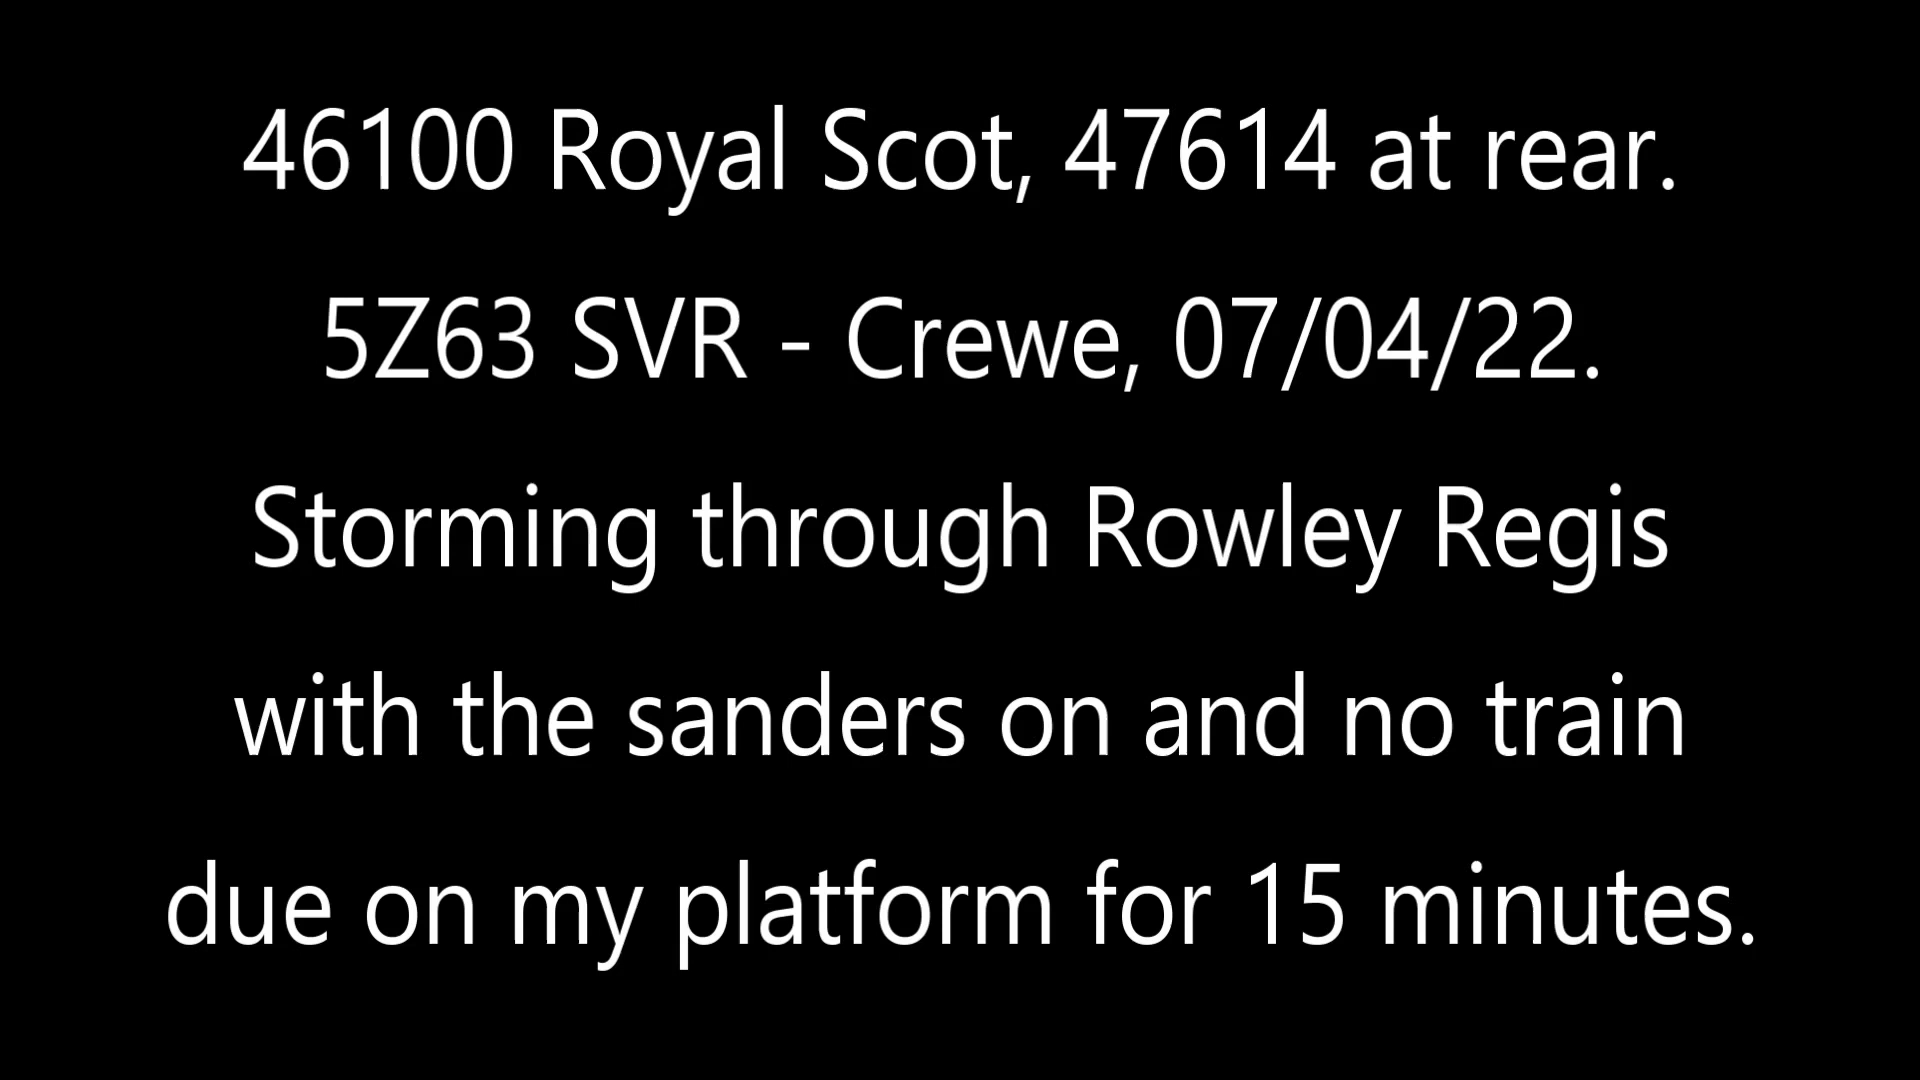 46100 Royal Scot, 47614 at rear.
5Z63 SVR - Crewe, 07/04/22.
Storming through Rowley Regis
with the sanders on and no train
due on my platform for 15 minutes.